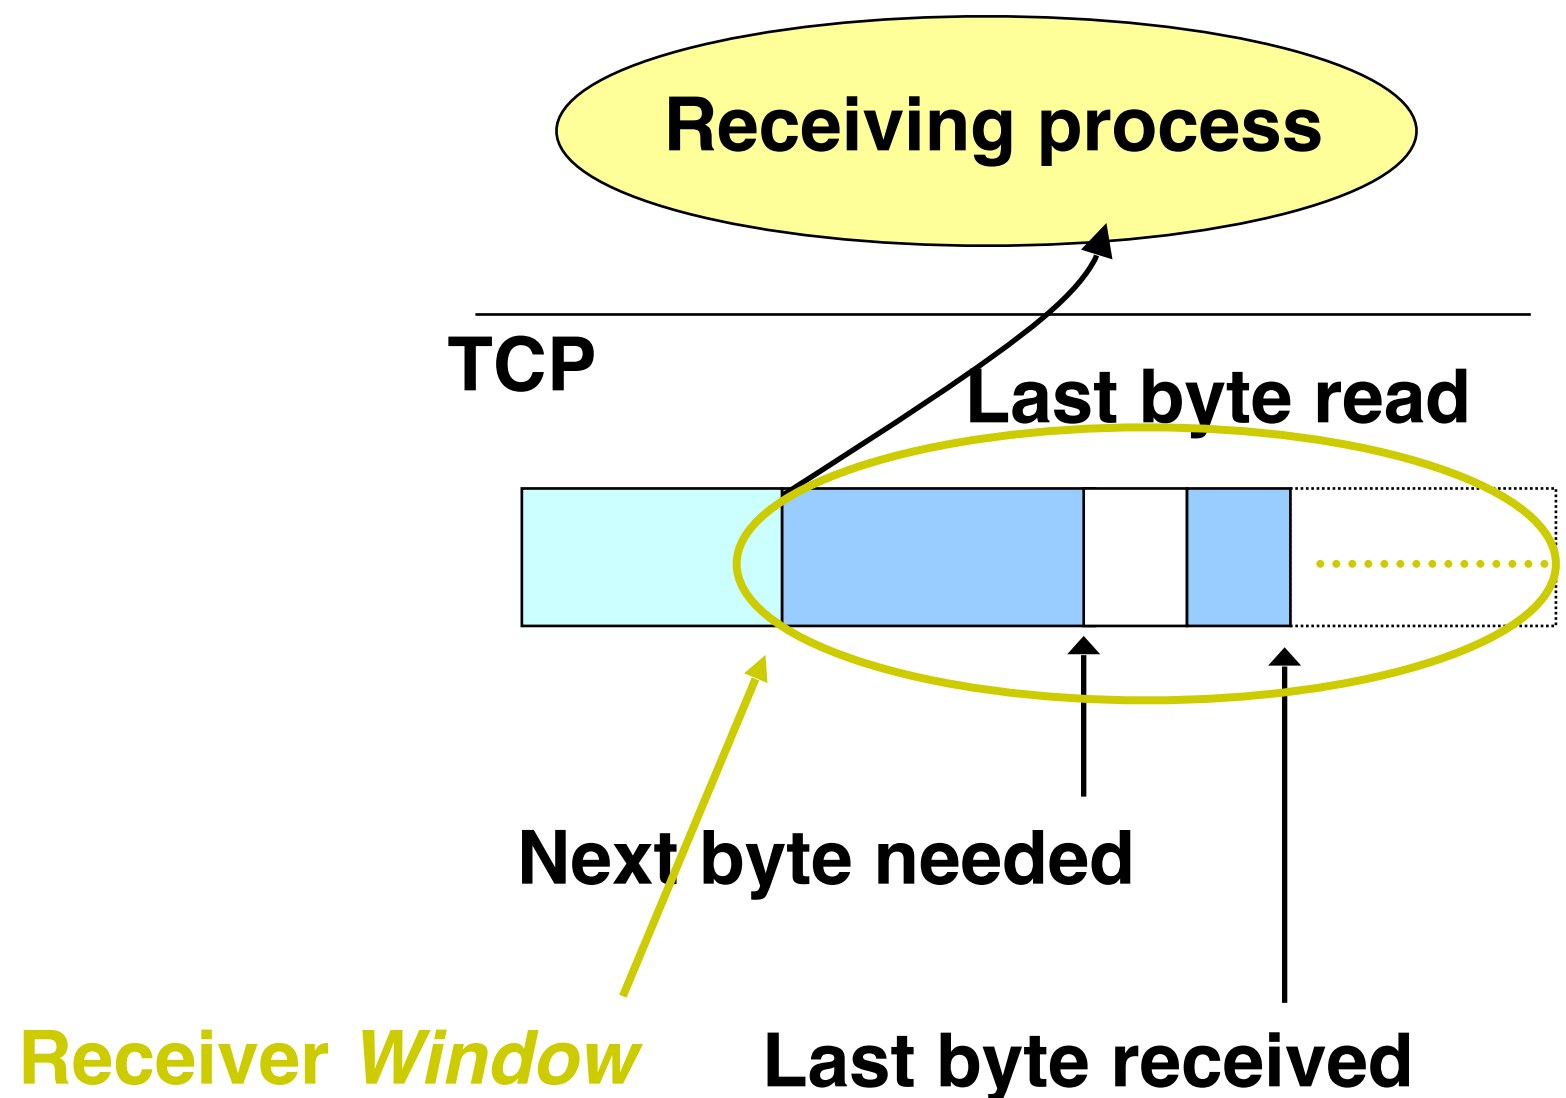 Receiving process
TCP
Last byte read
Next byte needed
Receiver Window
Last byte received